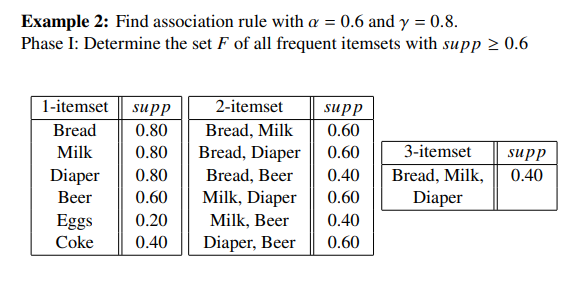 Example 2: Find association rule with α = 0.6 and γ = 0.8.
Phase I: Determine the set F of all frequent itemsets with supp ≥ 0.6
1-itemset supp
Bread 0.80
Milk 0.80
Diaper 0.80
Beer 0.60
Eggs 0.20
Coke 0.40
2-itemset supp
Bread, Milk 0.60
Bread, Diaper 0.60
Bread, Beer 0.40
Milk, Diaper 0.60
Milk, Beer 0.40
Diaper, Beer 0.60
3-itemset supp
Bread, Milk, 0.40
Diaper